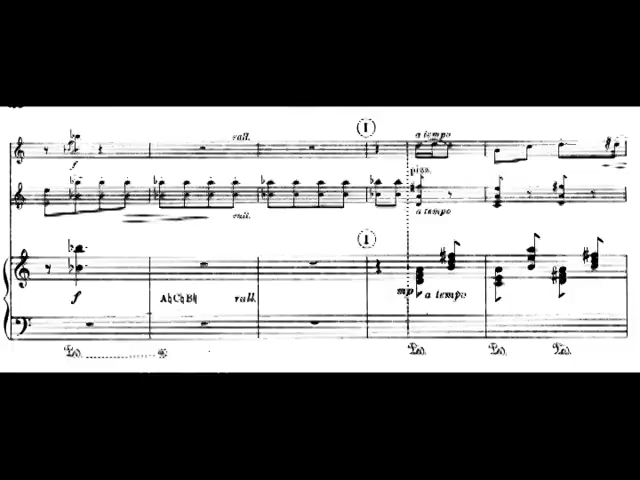 I
rall.
a tempo
f
pizz.
rall.
a tempo
I
f
A♮C♮B♮
rall.
mp
a tempo
Ped.
Ped.
Ped.
Ped.